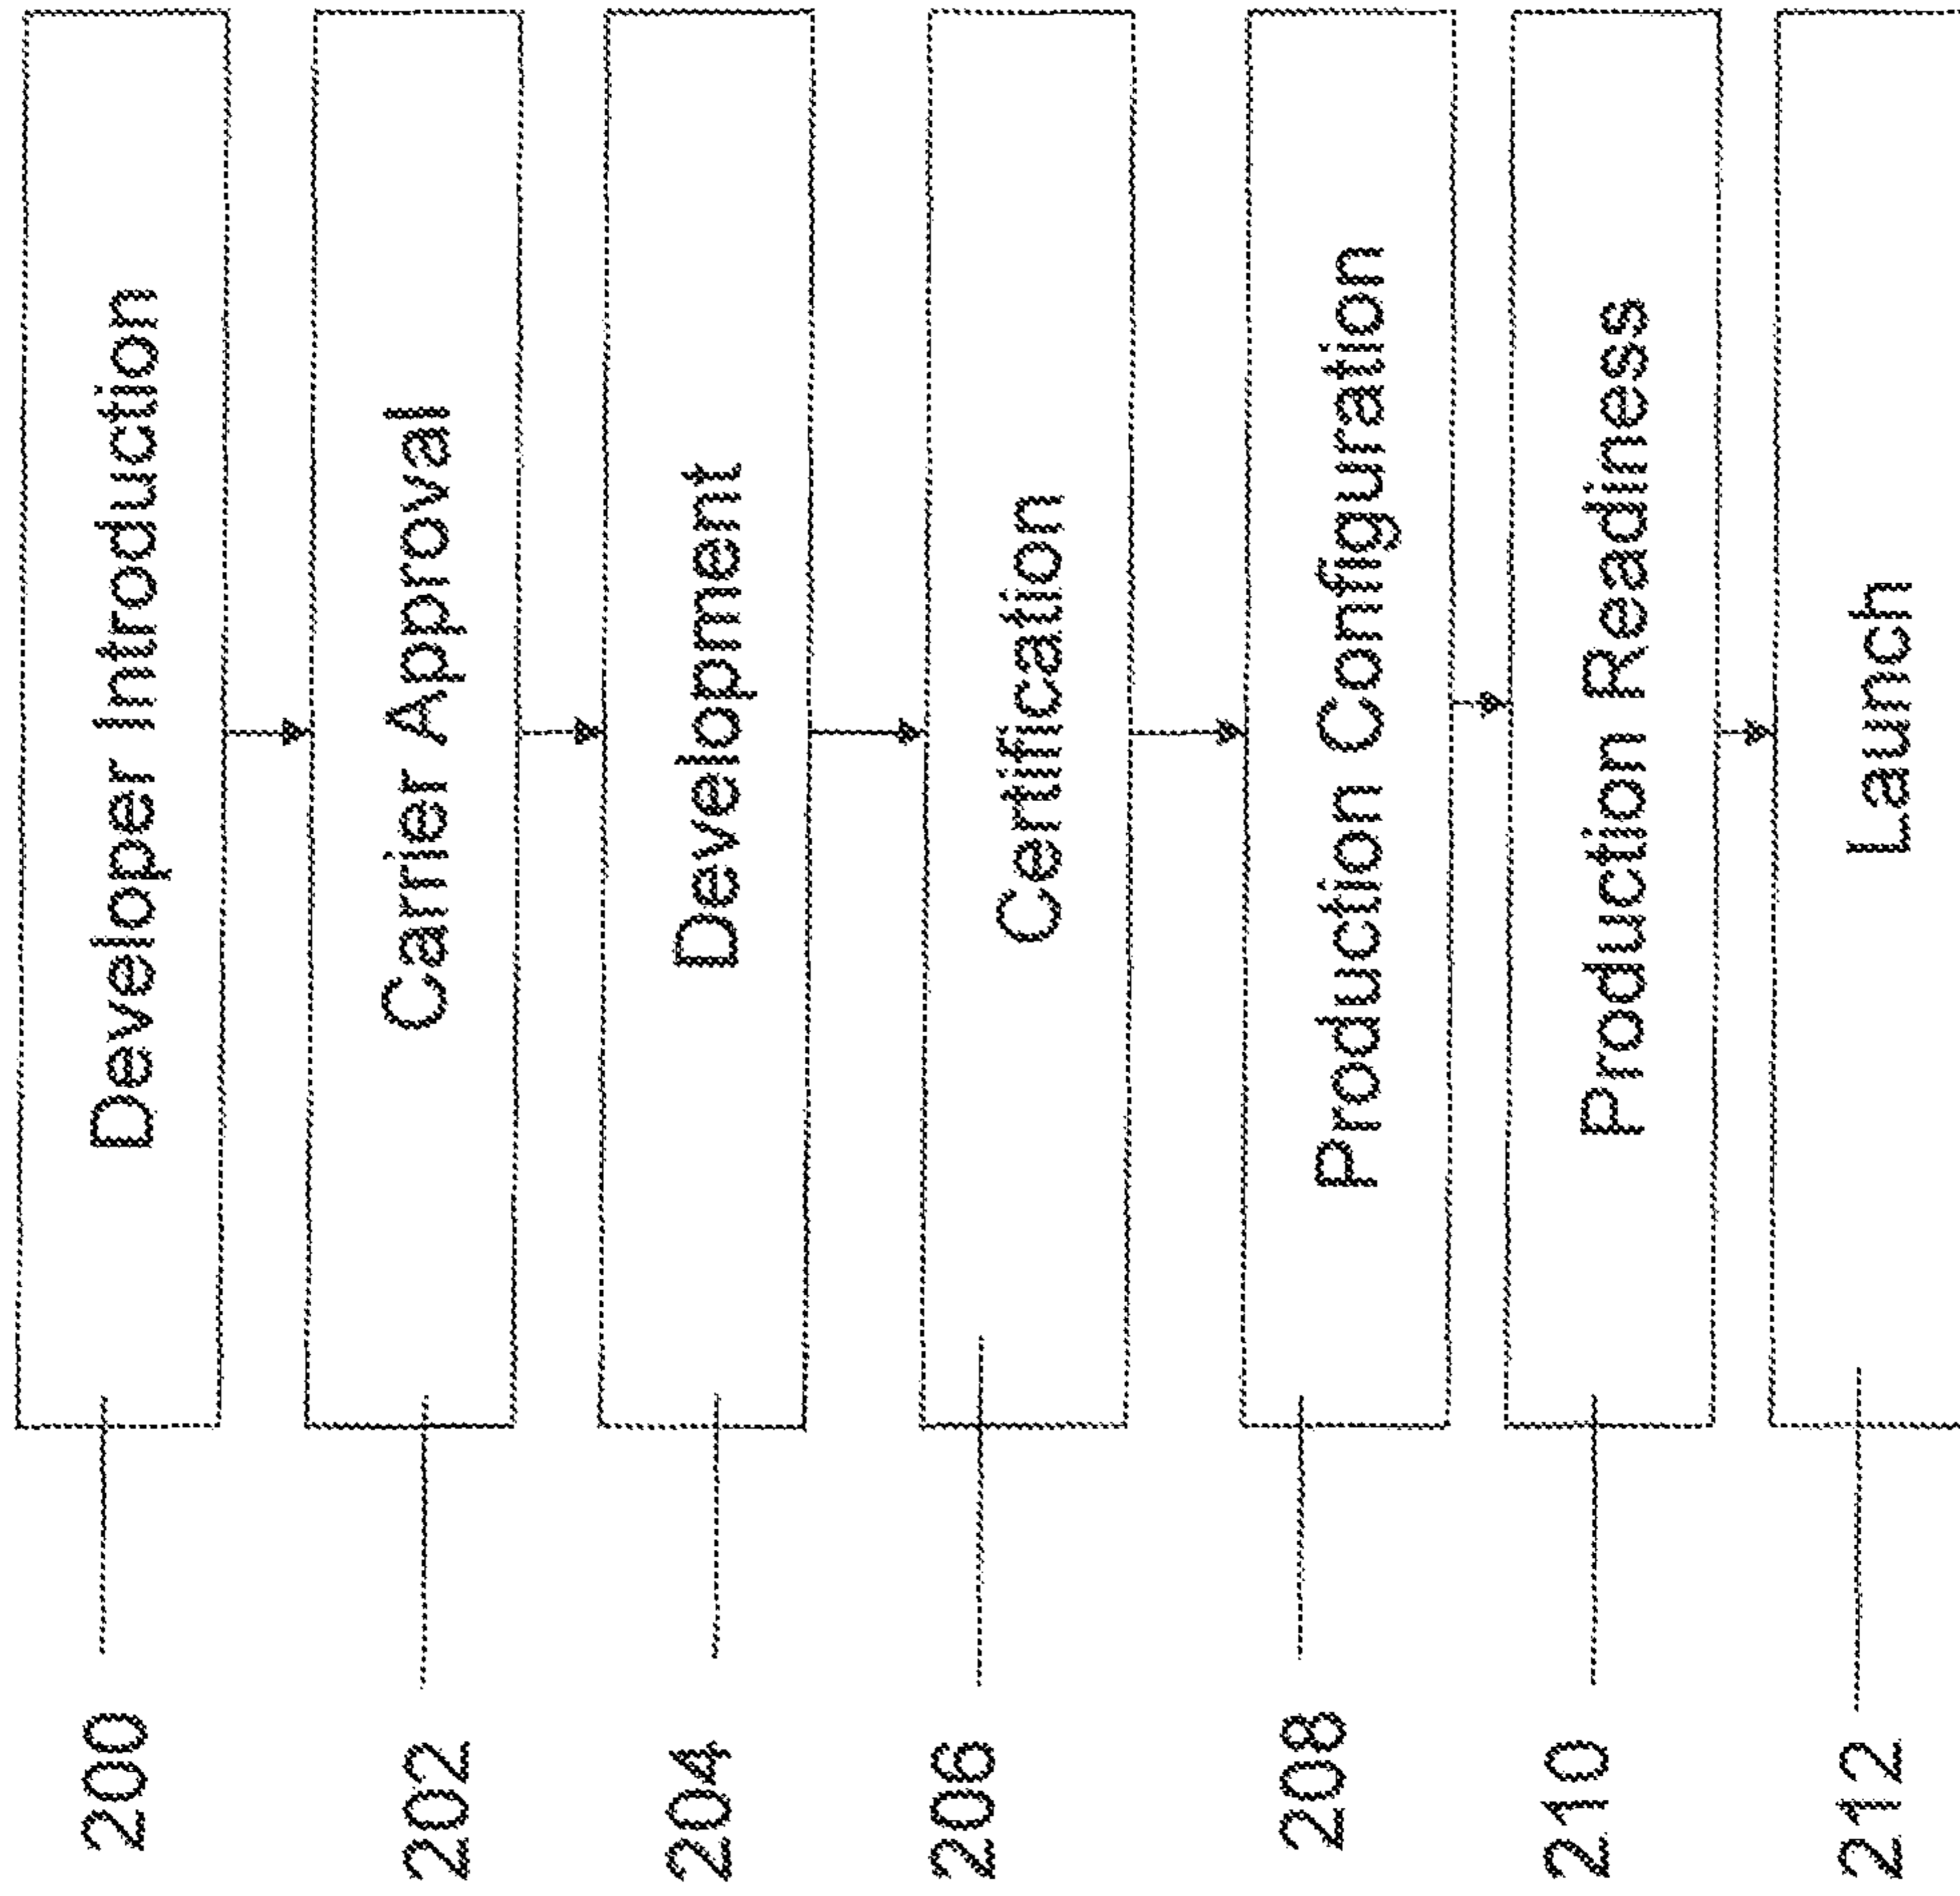 200 Developer Introduction
202 Carrier Approval
204 Development
206 Certification
208 Production Configuration
210 Production Readiness
212 Launch